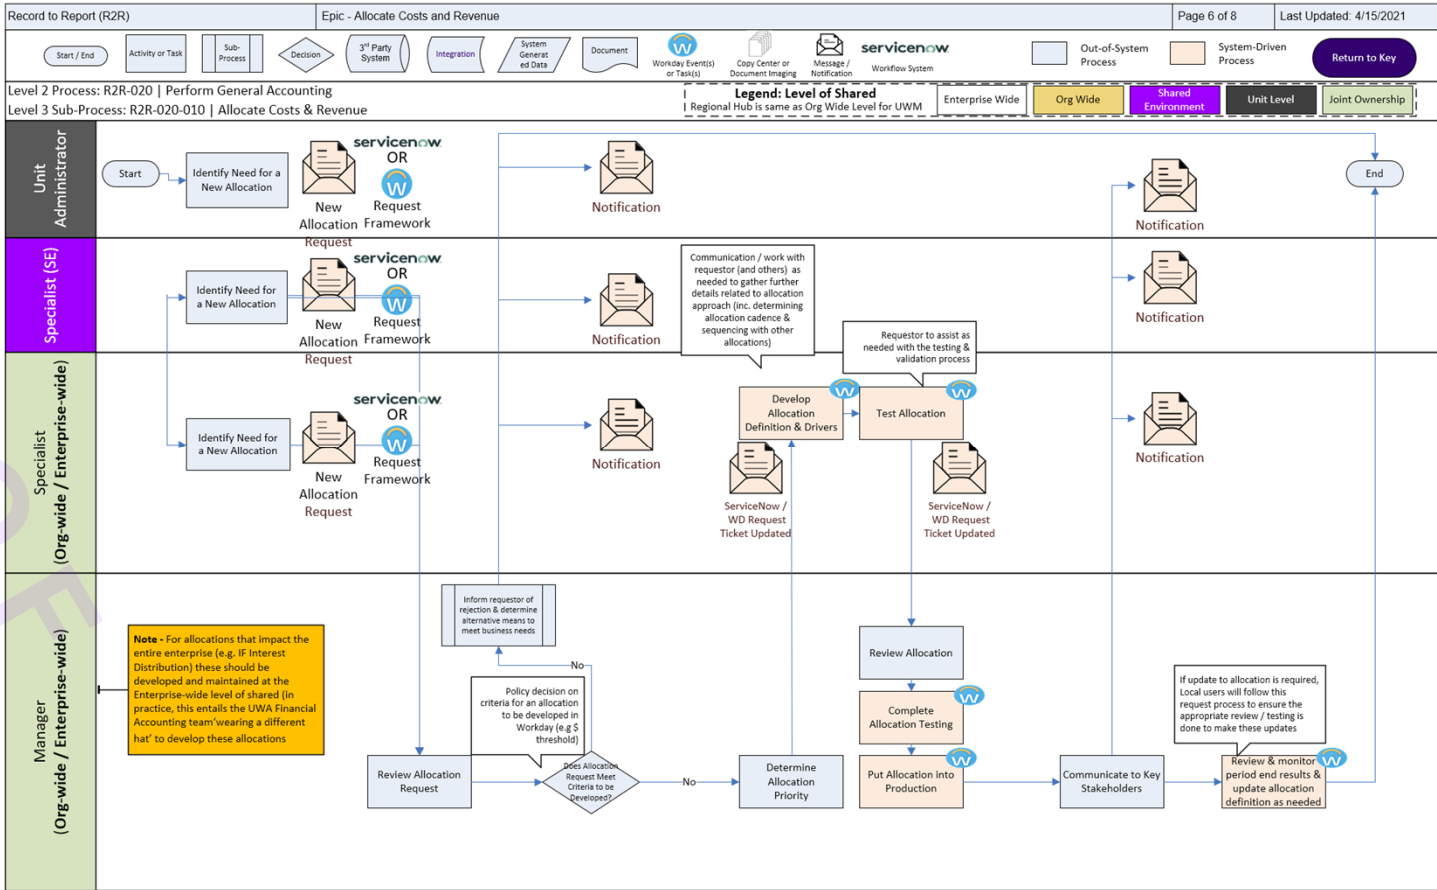 Record to Report (R2R)
Epic - Allocate Costs and Revenue
Page 6 of 8
Last Updated: 4/15/2021
Start / End
Activity or Task
Sub-
Process
Decision
3rd Party
System
Integration
System
Generat
ed Data
Document
Workday Event(s)
or Task(s)
Copy Center or
Document Imaging
Message /
Notification
servicenow
Workflow System
Out-of-System
Process
System-Driven
Process
Return to Key
Level 2 Process: R2R-020 | Perform General Accounting
Level 3 Sub-Process: R2R-020-010 | Allocate Costs & Revenue
Legend: Level of Shared
Regional Hub is same as Org Wide Level for UWM
Enterprise Wide
Org Wide
Shared
Environment
Unit Level
Joint Ownership
Unit
Administrator
Start
Identify Need for a
New Allocation
New
Allocation
Request
servicenow
OR
Request
Framework
Notification
Notification
End
Specialist (SE)
Identify Need for
a New Allocation
New
Allocation
Request
servicenow
OR
Request
Framework
Notification
Communication / work with
requestor (and others) as
needed to gather further
details related to allocation
approach (inc. determining
allocation cadence &
sequencing with other
allocations)
Requestor to assist as
needed with the testing &
validation process
Notification
Specialist
(Org-wide / Enterprise-wide)
Identify Need for
a New Allocation
New
Allocation
Request
servicenow
OR
Request
Framework
Notification
Develop
Allocation
Definition & Drivers
Test Allocation
ServiceNow /
WD Request
Ticket Updated
ServiceNow /
WD Request
Ticket Updated
Notification
Manager
(Org-wide / Enterprise-wide)
Note - For allocations that impact the
entire enterprise (e.g. IF Interest
Distribution) these should be
developed and maintained at the
Enterprise-wide level of shared (in
practice, this entails the UWA Financial
Accounting team'wearing a different
hat' to develop these allocations
Inform requestor of
rejection & determine
alternative means to
meet business needs
No
Policy decision on
criteria for an allocation
to be developed in
Workday (e.g $
threshold)
Review Allocation
Request
Does Allocation
Request Meet
Criteria to be
Developed?
No
Determine
Allocation
Priority
Review Allocation
Complete
Allocation Testing
Put Allocation into
Production
Communicate to Key
Stakeholders
If update to allocation is required,
Local users will follow this
request process to ensure the
appropriate review / testing is
done to make these updates
Review & monitor
period end results &
update allocation
definition as needed